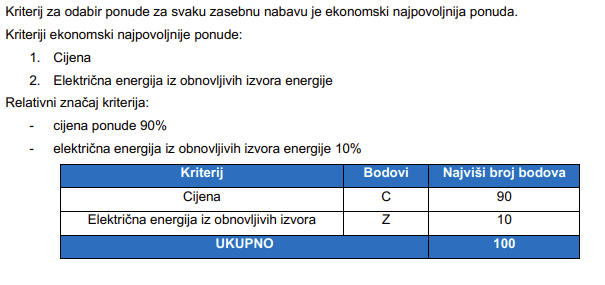 Kriterij za odabir ponude za svaku zasebnu nabavu je ekonomski najpovoljnija ponuda.
Kriteriji ekonomski najpovoljnije ponude:
1. Cijena
2. Električna energija iz obnovljivih izvora energije
Relativni značaj kriterija:
- cijena ponude 90%
- električna energija iz obnovljivih izvora energije 10%
Kriterij Bodovi Najviši broj bodova
Cijena C 90
Električna energija iz obnovljivih izvora Z 10
UKUPNO 100